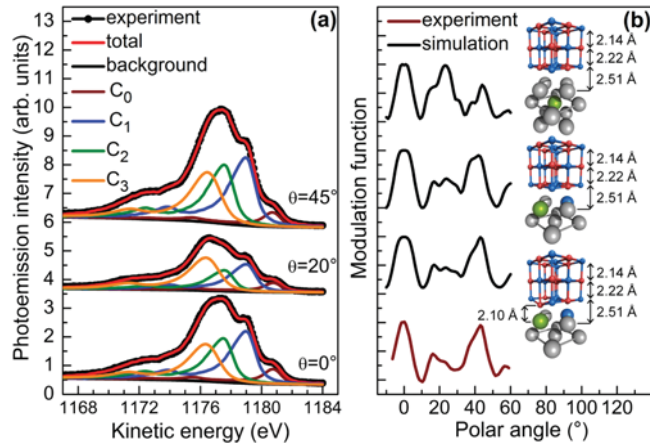 experiment
total
background
C0
C1
C2
C3
(a)
θ=45°
θ=20°
θ=0°
13
12
11
10
9
8
7
6
5
4
3
2
1
0
Photoemission intensity (arb. units)
1168 1172 1176 1180 1184
Kinetic energy (eV)
experiment
simulation
(b)
2.14 Å
2.22 Å
2.51 Å
2.14 Å
2.22 Å
2.51 Å
2.14 Å
2.22 Å
2.10 Å
2.51 Å
Modulation function
0 20 40 60 80 100 120
Polar angle (°)